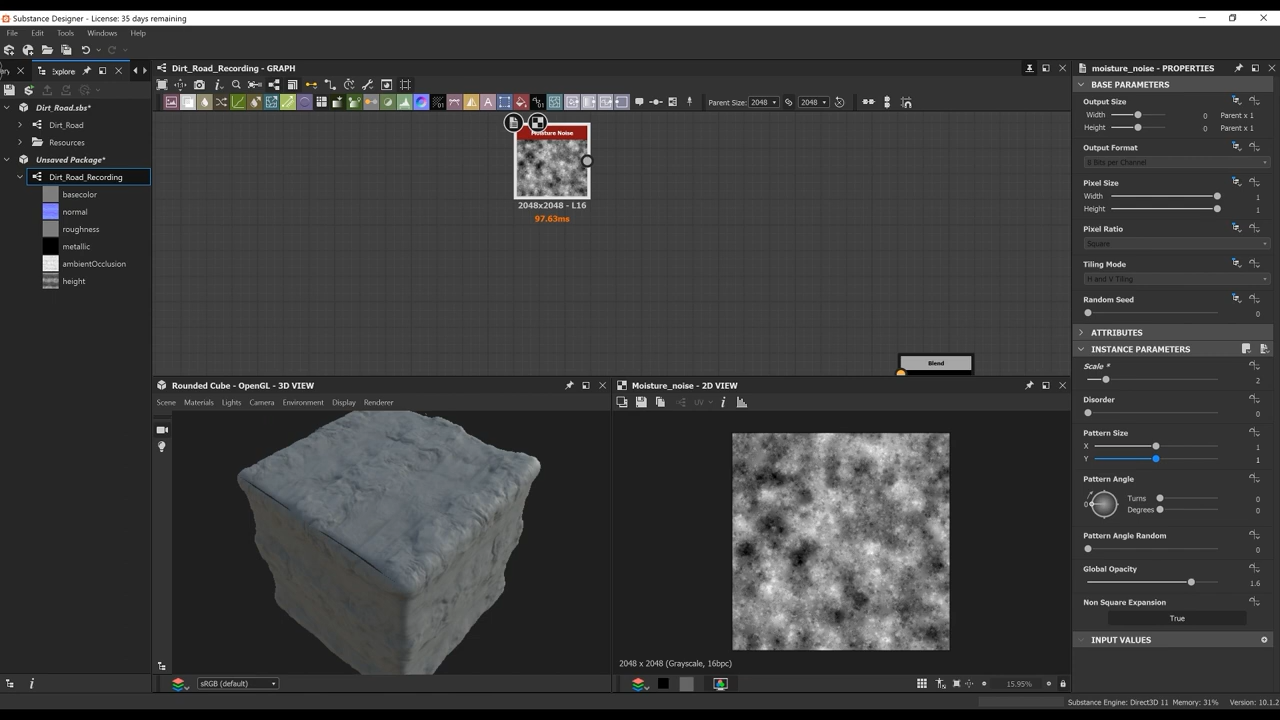 Substance Designer - License: 35 days remaining
File Edit Tools Windows Help
Explore
Dirt_Road_Recording - GRAPH
moisture_noise - PROPERTIES
Parent Size: 2048 2048
Dirt_Road.sbs*
Dirt_Road
Resources
Unsaved Package*
Dirt_Road_Recording
basecolor
normal
roughness
metallic
ambientOcclusion
height
Moisture Noise
2048x2048 - L16
97.63ms
Blend
Rounded Cube - OpenGL - 3D VIEW
Scene Materials Lights Camera Environment Display Renderer
sRGB (default)
Moisture_noise - 2D VIEW
UV
2048 x 2048 (Grayscale, 16bpc)
15.95%
BASE PARAMETERS
Output Size
Width 0 Parent x 1
Height 0 Parent x 1
Output Format
8 Bits per Channel
Pixel Size
Width 1
Height 1
Pixel Ratio
Square
Tiling Mode
H and V Tiling
Random Seed
0
ATTRIBUTES
INSTANCE PARAMETERS
Scale *
2
Disorder
0
Pattern Size
X 1
Y 1
Pattern Angle
0 Turns 0
Degrees 0
Pattern Angle Random
0
Global Opacity
1.6
Non Square Expansion
True
INPUT VALUES
Substance Engine: Direct3D 11 Memory: 31% Version: 10.1.2